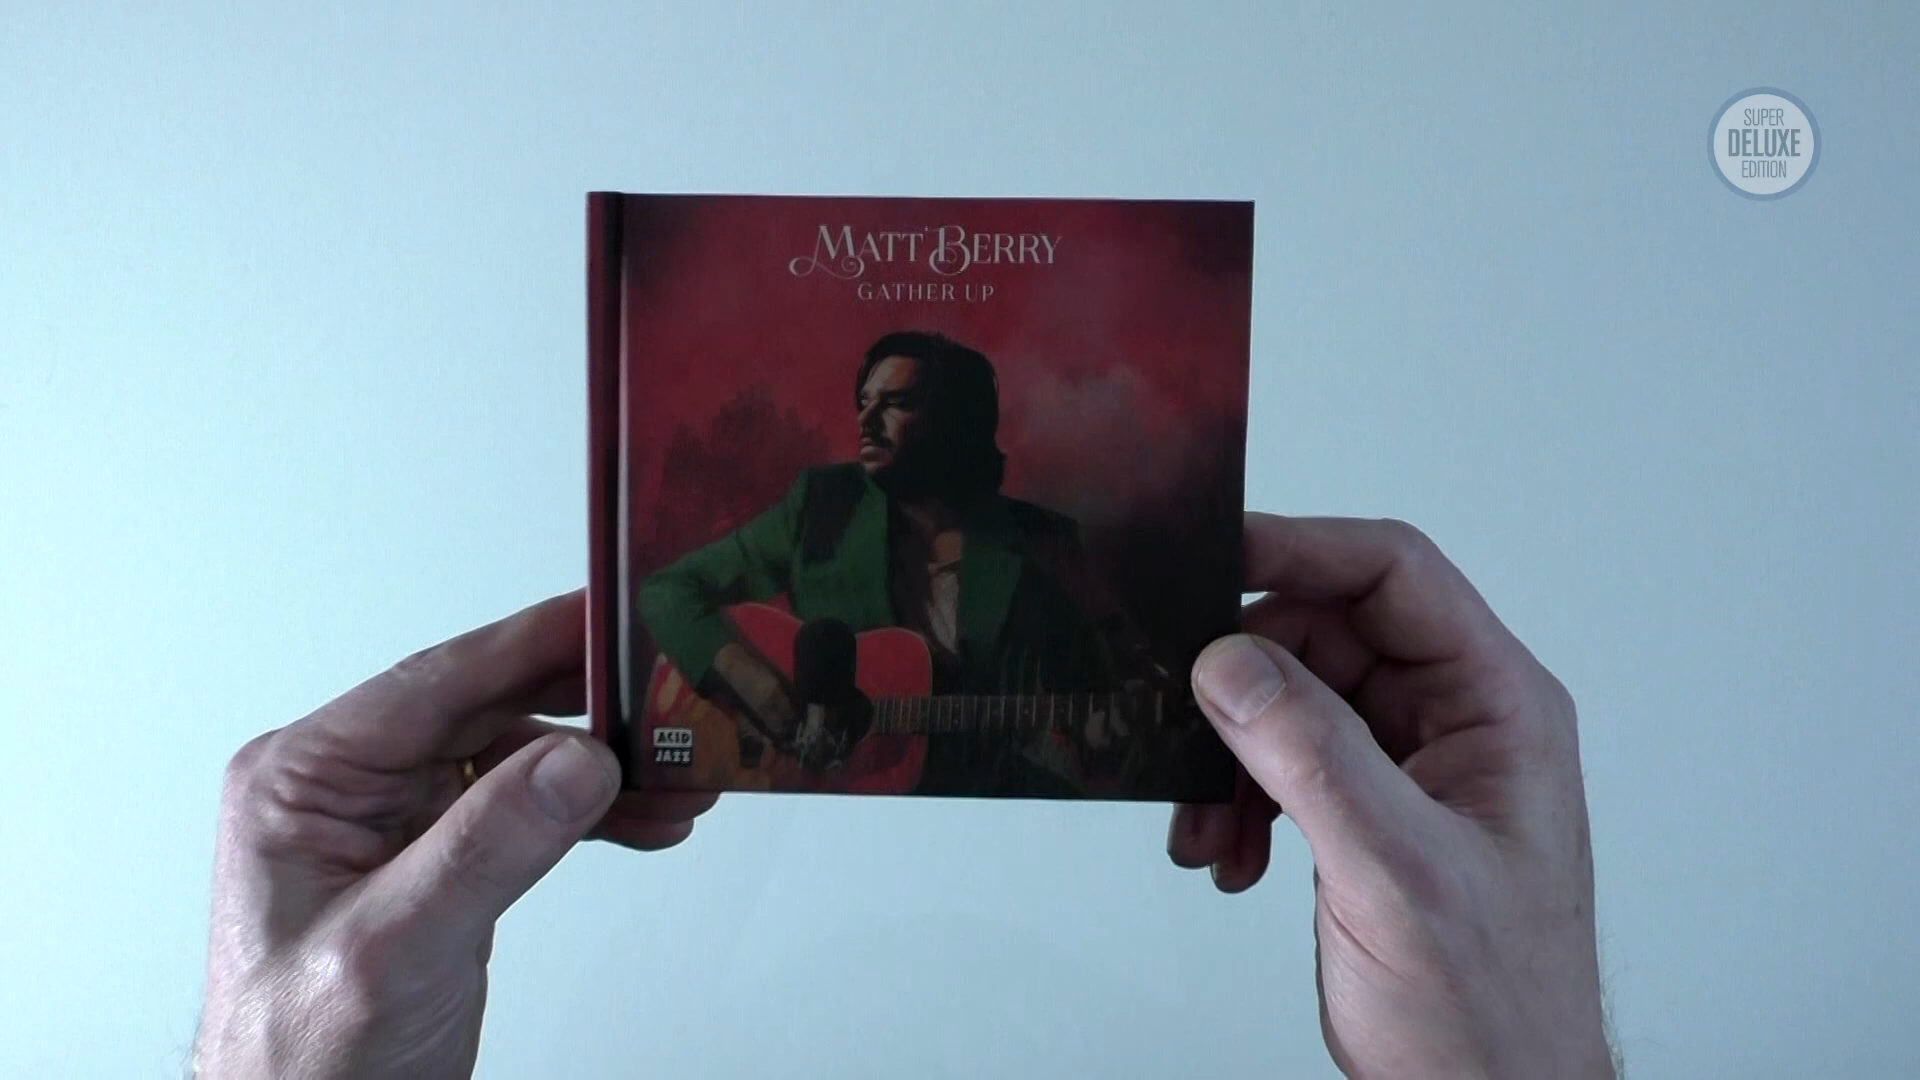 MATT BERRY
GATHER UP
ACID
JAZZ
SUPER
DELUXE
EDITION